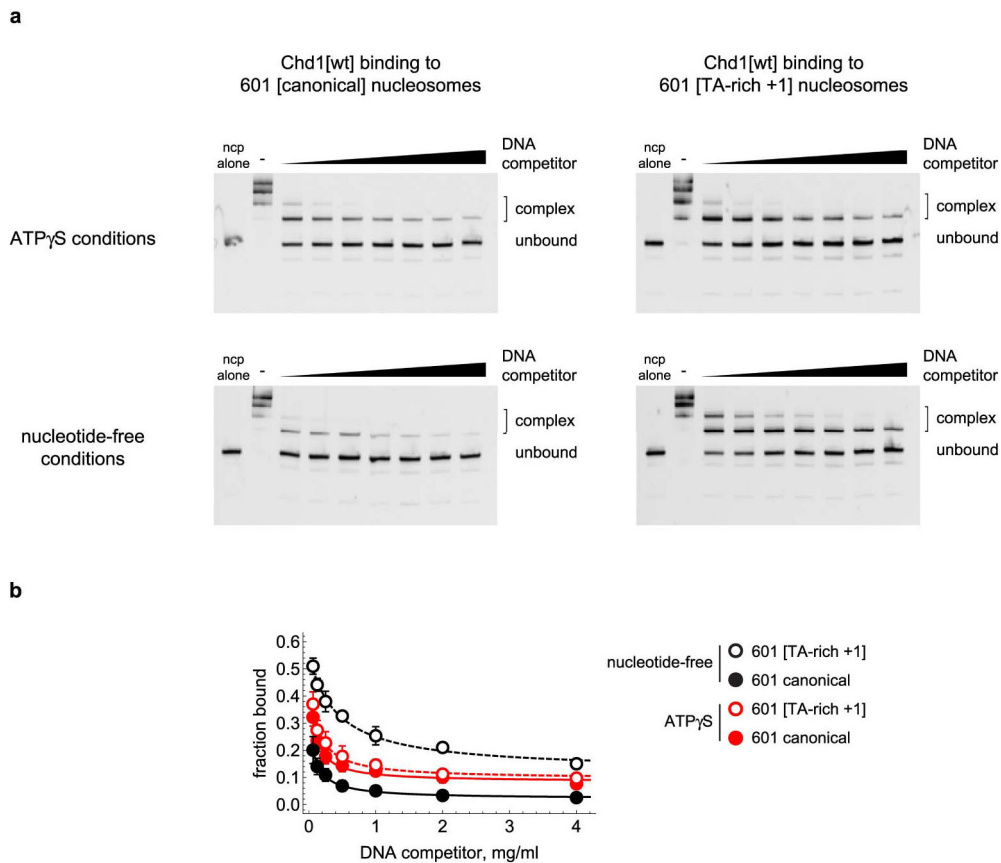 a
Chd1[wt] binding to
601 [canonical] nucleosomes
Chd1[wt] binding to
601 [TA-rich +1] nucleosomes
ncp
alone
-
DNA
competitor
ncp
alone
-
DNA
competitor
ATPγS conditions
complex
unbound
complex
unbound
ncp
alone
-
DNA
competitor
ncp
alone
-
DNA
competitor
nucleotide-free
conditions
complex
unbound
complex
unbound
b
fraction bound
0.6
0.5
0.4
0.3
0.2
0.1
0.0
0
1
2
3
4
DNA competitor, mg/ml
nucleotide-free
601 [TA-rich +1]
601 canonical
ATPγS
601 [TA-rich +1]
601 canonical